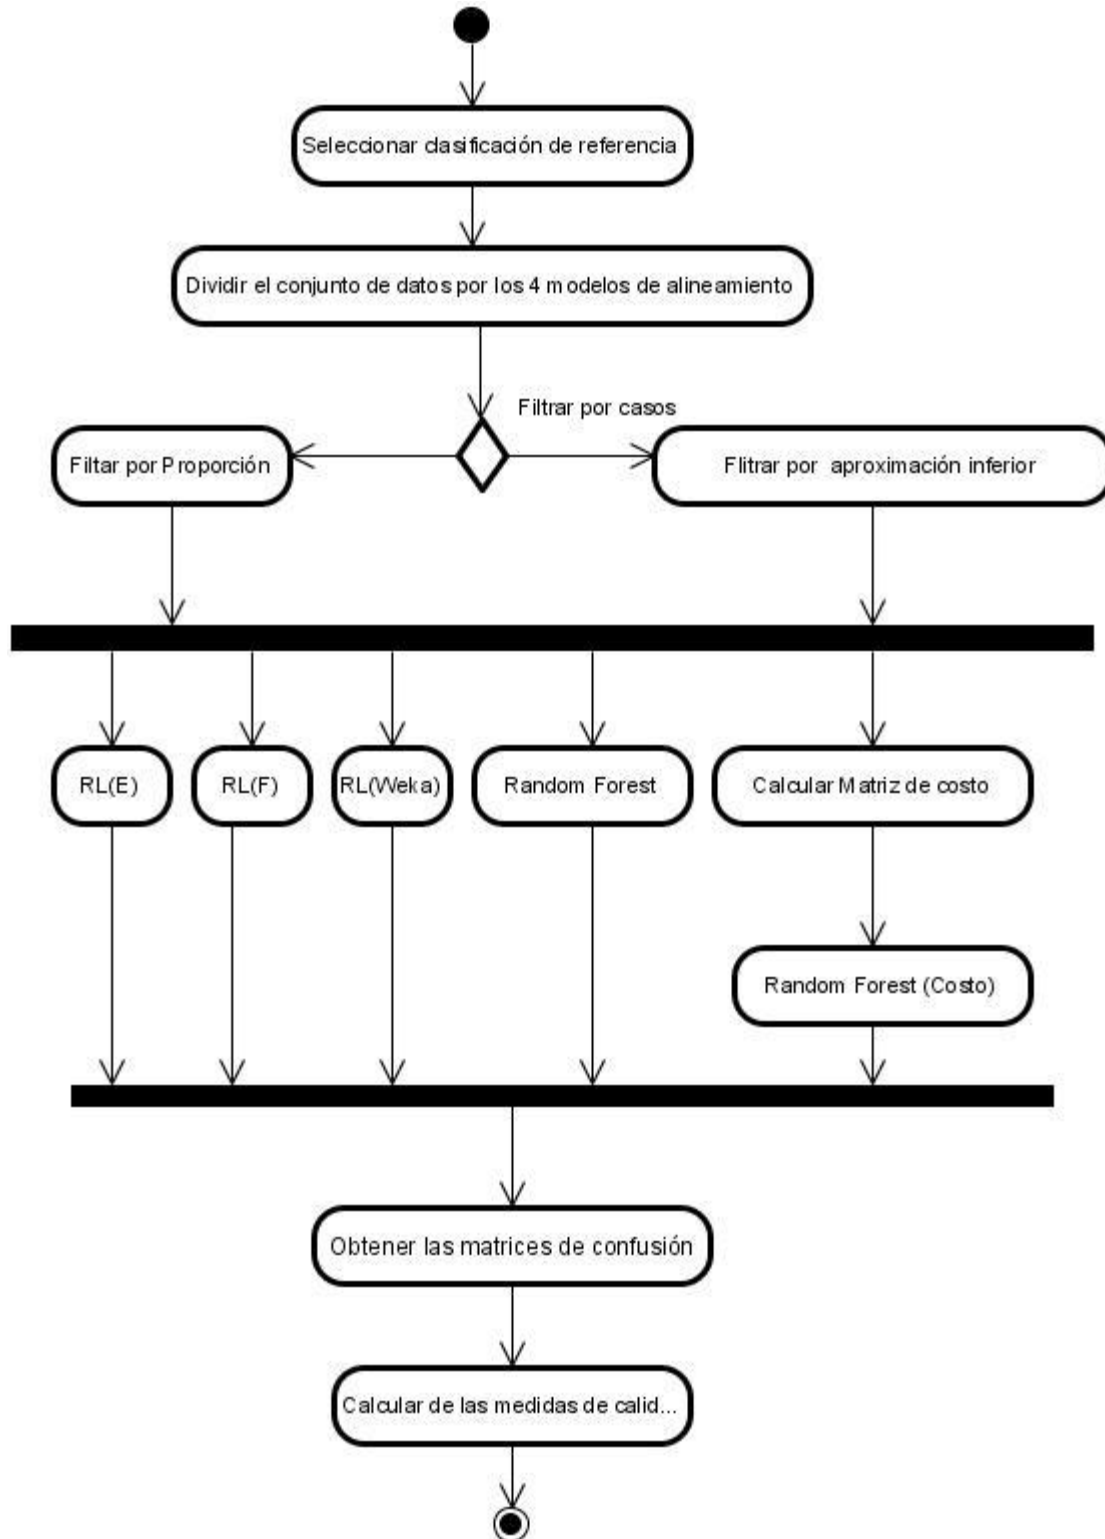 Seleccionar clasificación de referencia
Dividir el conjunto de datos por los 4 modelos de alineamiento
Filtrar por casos
Filtar por Proporción
Flitrar por aproximación inferior
RL(E)
RL(F)
RL(Weka)
Random Forest
Calcular Matriz de costo
Random Forest (Costo)
Obtener las matrices de confusión
Calcular de las medidas de calid...